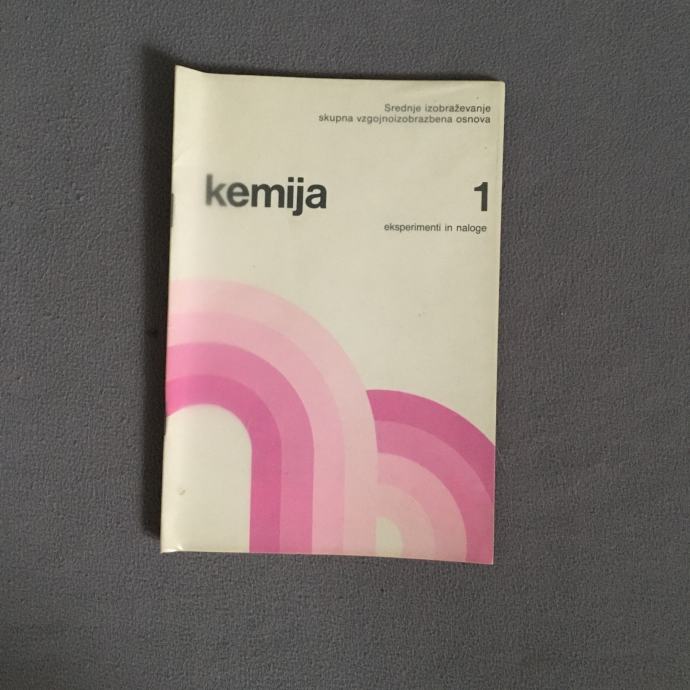 Srednje izobraževanje
skupna vzgojnoizobrazbena osnova
kemija 1
eksperimenti in naloge